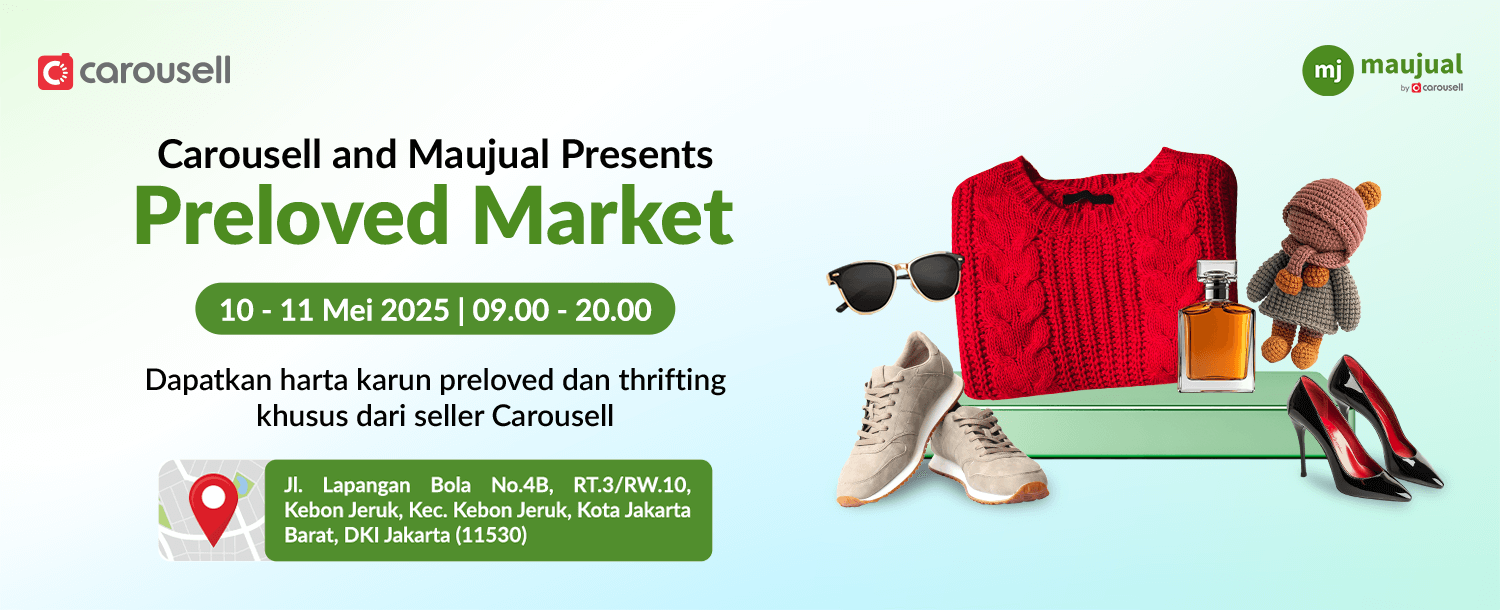 carousell
mj maujual
by carousell
Carousell and Maujual Presents
Preloved Market
10 - 11 Mei 2025 | 09.00 - 20.00
Dapatkan harta karun preloved dan thrifting
khusus dari seller Carousell
Jl. Lapangan Bola No.4B, RT.3/RW.10,
Kebon Jeruk, Kec. Kebon Jeruk, Kota Jakarta
Barat, DKI Jakarta (11530)